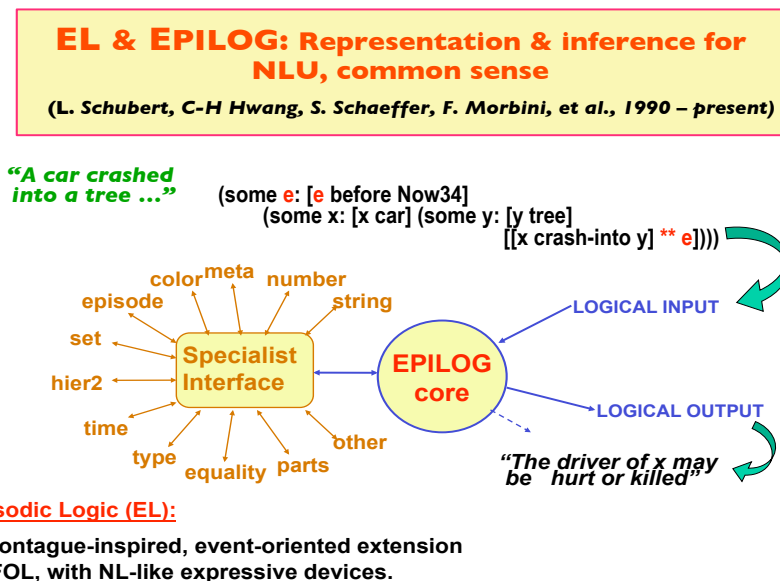 EL & EPILOG: Representation & inference for
NLU, common sense
(L. Schubert, C-H Hwang, S. Schaeffer, F. Morbini, et al., 1990 – present)
“A car crashed
into a tree ...”
(some e: [e before Now34]
(some x: [x car] (some y: [y tree]
[[x crash-into y] ** e])))
meta
color
number
episode
string
set
hier2
time
type
equality
parts
other
Specialist
Interface
EPILOG
core
LOGICAL INPUT
LOGICAL OUTPUT
“The driver of x may
be hurt or killed”
sodic Logic (EL):
ontague-inspired, event-oriented extension
FOL, with NL-like expressive devices.